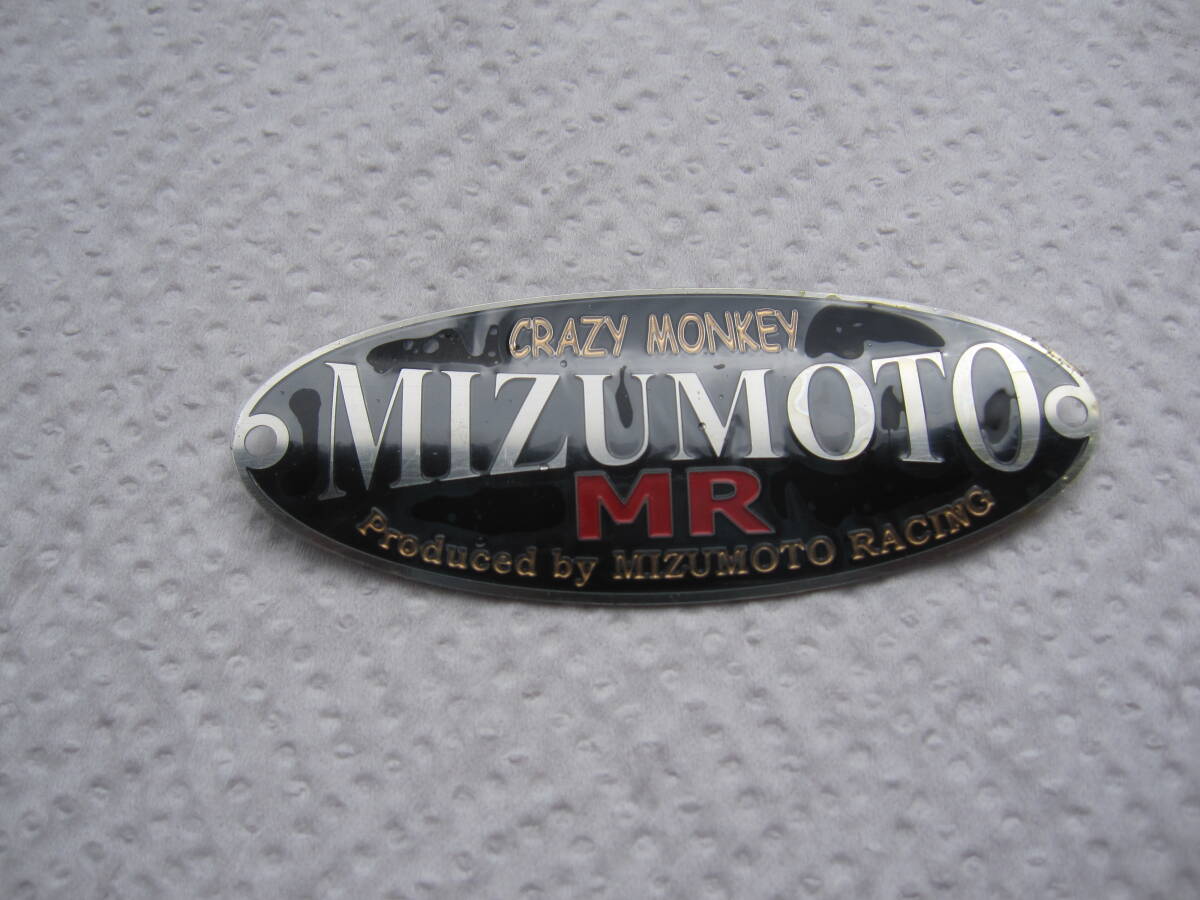 CRAZY MONKEY
MIZUMOTO
MR
Produced by MIZUMOTO RACING